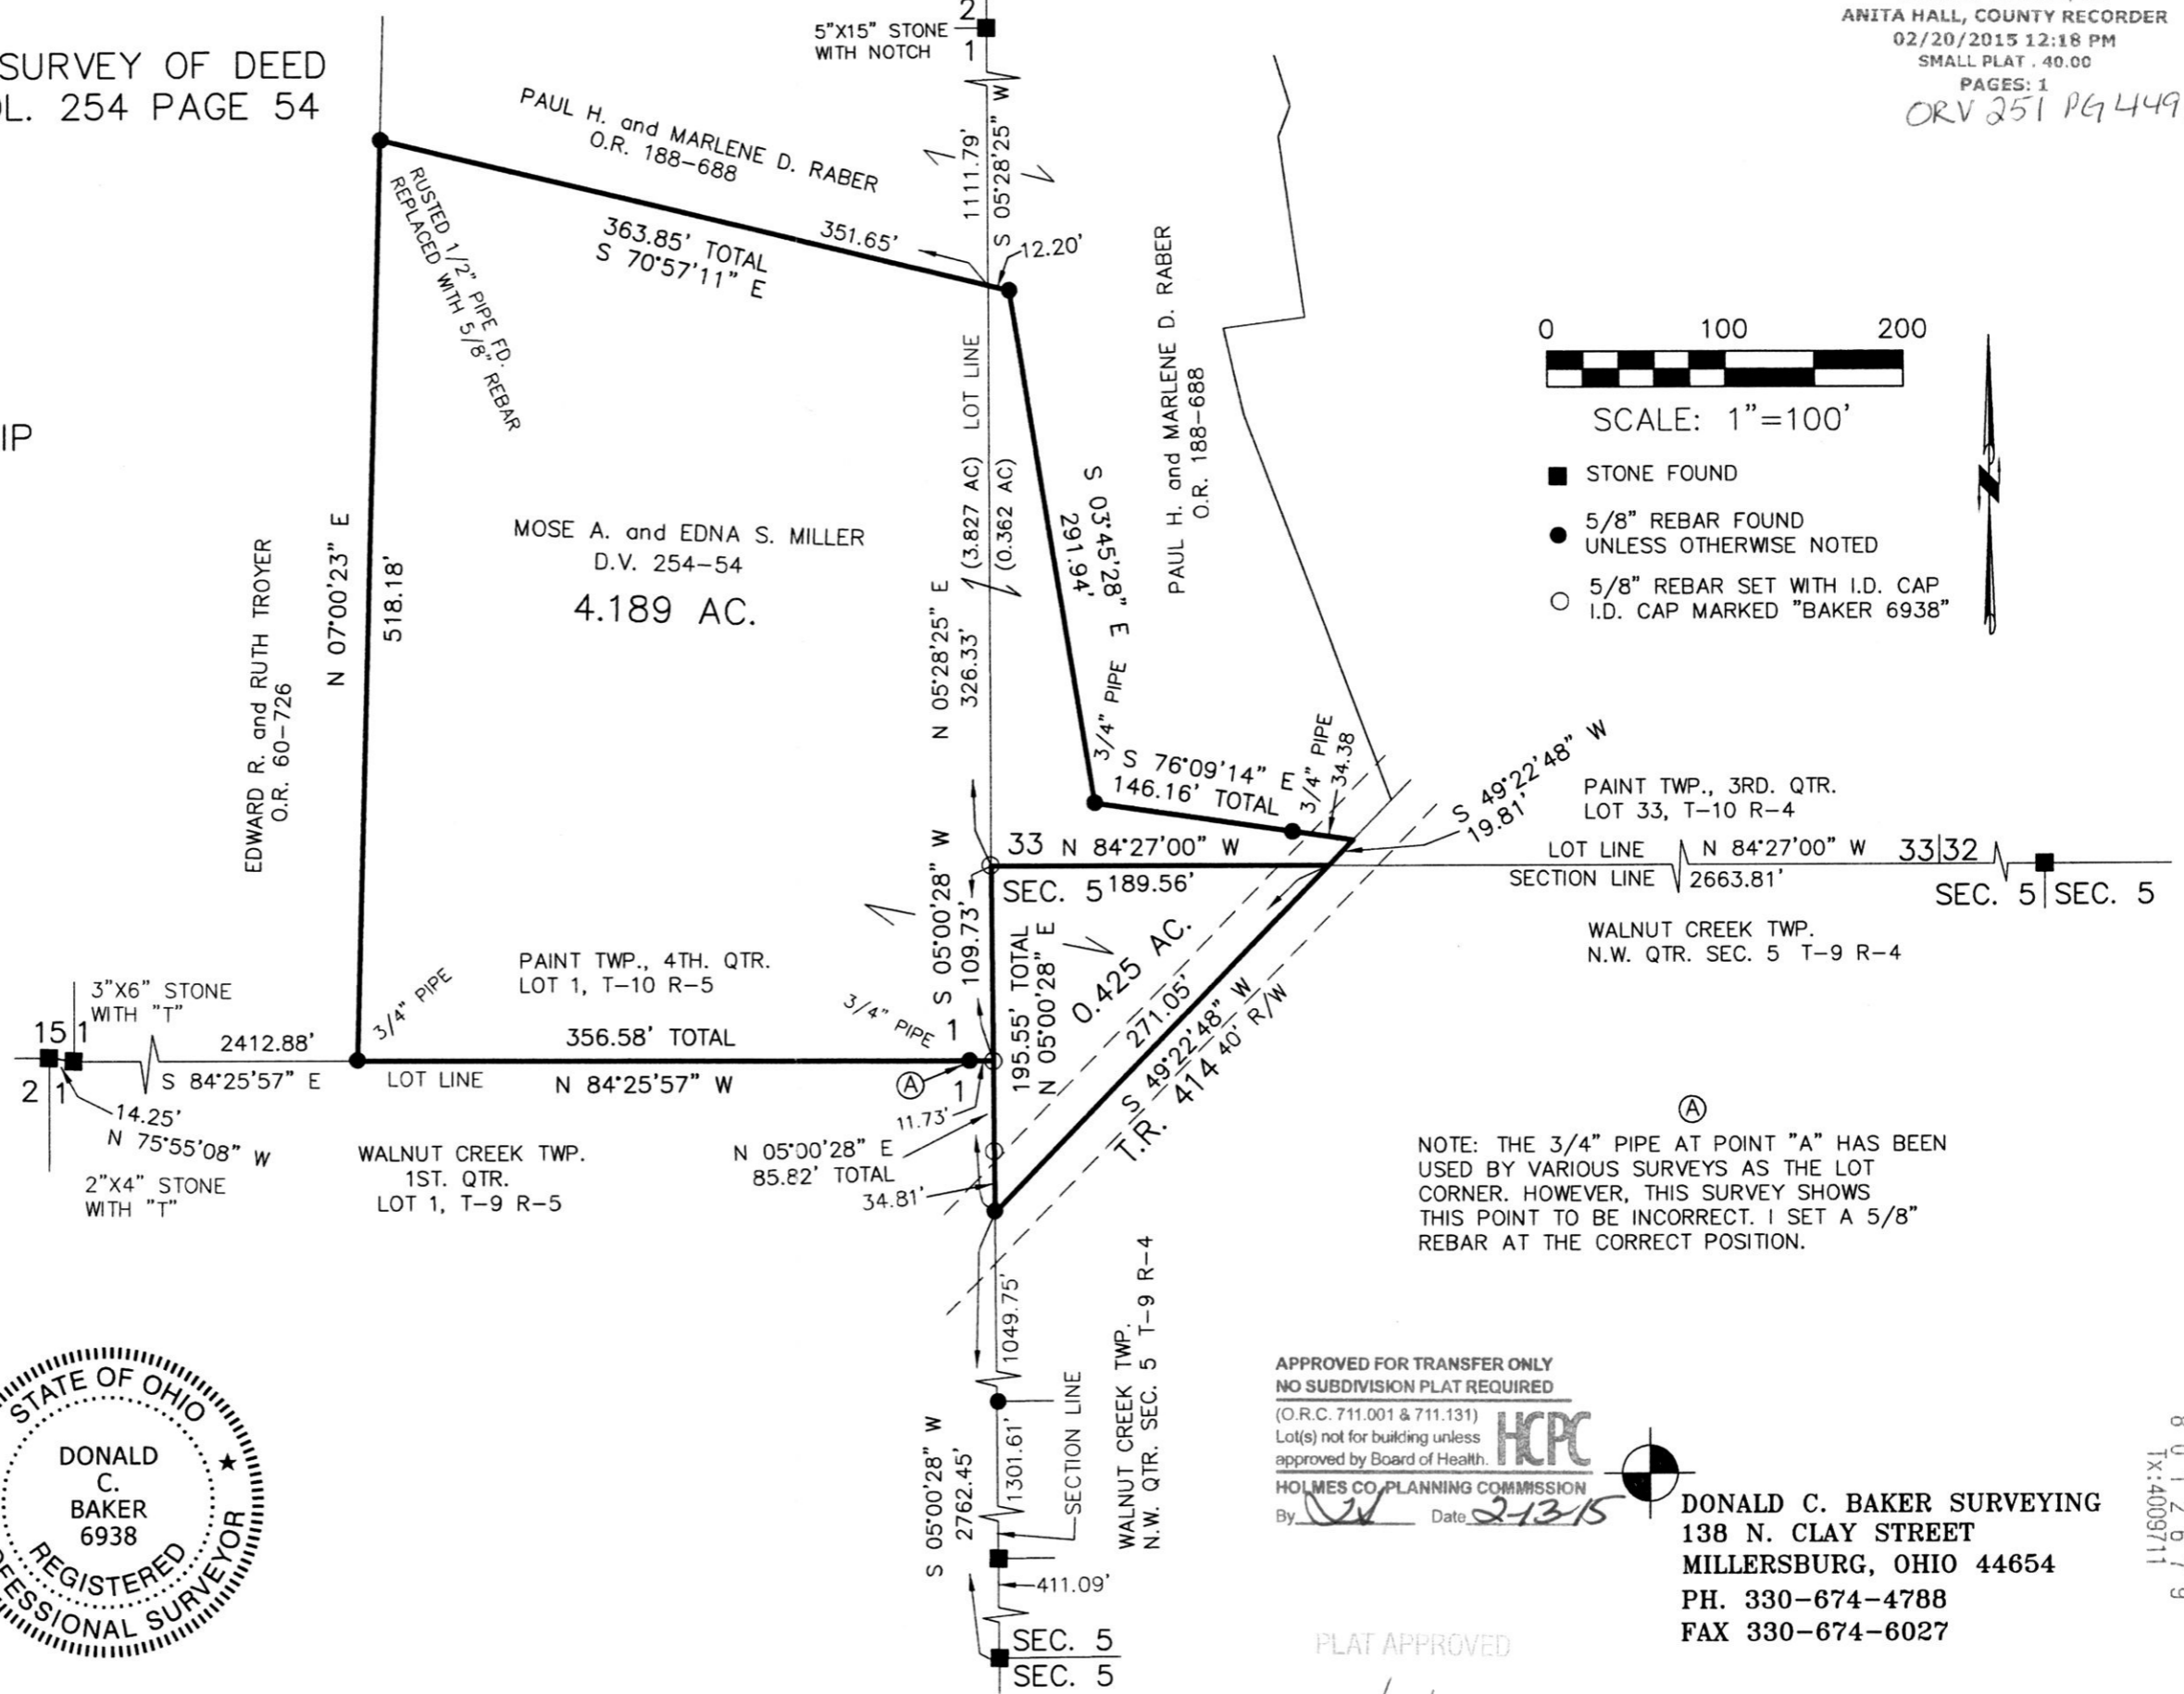 SURVEY OF DEED
L. 254 PAGE 54
IP
ANITA HALL, COUNTY RECORDER
02/20/2015 12:18 PM
SMALL PLAT . 40.00
PAGES: 1
ORV 251 PG 449
2
5"X15" STONE
WITH NOTCH
1
PAUL H. and MARLENE D. RABER
O.R. 188-688
351.65'
363.85' TOTAL
S 70°57'11" E
1111.79'
S 05°28'25" W
12.20'
RUSTED 1/2" PIPE FD.
REPLACED WITH 5/8" REBAR
PAUL H. and MARLENE D. RABER
O.R. 188-688
0 100 200
SCALE: 1"=100'
STONE FOUND
5/8" REBAR FOUND
UNLESS OTHERWISE NOTED
5/8" REBAR SET WITH I.D. CAP
I.D. CAP MARKED "BAKER 6938"
EDWARD R. and RUTH TROYER
O.R. 60-726
N 07°00'23" E
518.18'
MOSE A. and EDNA S. MILLER
D.V. 254-54
4.189 AC.
(3.827 AC) LOT LINE
(0.362 AC)
N 05°28'25" E
326.33'
S 03°45'28" E
291.94'
3/4" PIPE
S 76°09'14" E
146.16' TOTAL
3/4" PIPE
34.38
S 49°22'48" W
19.81'
PAINT TWP., 3RD. QTR.
LOT 33, T-10 R-4
33 N 84°27'00" W
SEC. 5 189.56'
LOT LINE N 84°27'00" W 33 32
SECTION LINE 2663.81'
SEC. 5 SEC. 5
WALNUT CREEK TWP.
N.W. QTR. SEC. 5 T-9 R-4
S 05°00'28" W
109.73'
195.55' TOTAL
N 05°00'28" E
0.425 AC.
271.05'
S 49°22'48" W
T.R. 414 40' R/W
PAINT TWP., 4TH. QTR.
LOT 1, T-10 R-5
3"X6" STONE
WITH "T"
15 1
2 1
2412.88'
S 84°25'57" E
14.25'
N 75°55'08" W
2"X4" STONE
WITH "T"
3/4" PIPE
356.58' TOTAL
LOT LINE N 84°25'57" W
3/4" PIPE
1
A
1
11.73'
WALNUT CREEK TWP.
1ST. QTR.
LOT 1, T-9 R-5
N 05°00'28" E
85.82' TOTAL
34.81'
A
NOTE: THE 3/4" PIPE AT POINT "A" HAS BEEN
USED BY VARIOUS SURVEYS AS THE LOT
CORNER. HOWEVER, THIS SURVEY SHOWS
THIS POINT TO BE INCORRECT. I SET A 5/8"
REBAR AT THE CORRECT POSITION.
1049.75'
WALNUT CREEK TWP.
N.W. QTR. SEC. 5 T-9 R-4
SECTION LINE
S 05°00'28" W
2762.45'
1301.61'
411.09'
SEC. 5
SEC. 5
STATE OF OHIO
DONALD
C.
BAKER
6938
REGISTERED
FESSIONAL SURVEYOR
APPROVED FOR TRANSFER ONLY
NO SUBDIVISION PLAT REQUIRED
(O.R.C. 711.001 & 711.131)
Lot(s) not for building unless
approved by Board of Health.
HCPC
HOLMES CO. PLANNING COMMISSION
By Date 2-13-15
DONALD C. BAKER SURVEYING
138 N. CLAY STREET
MILLERSBURG, OHIO 44654
PH. 330-674-4788
FAX 330-674-6027
PLAT APPROVED
Tx:4009711